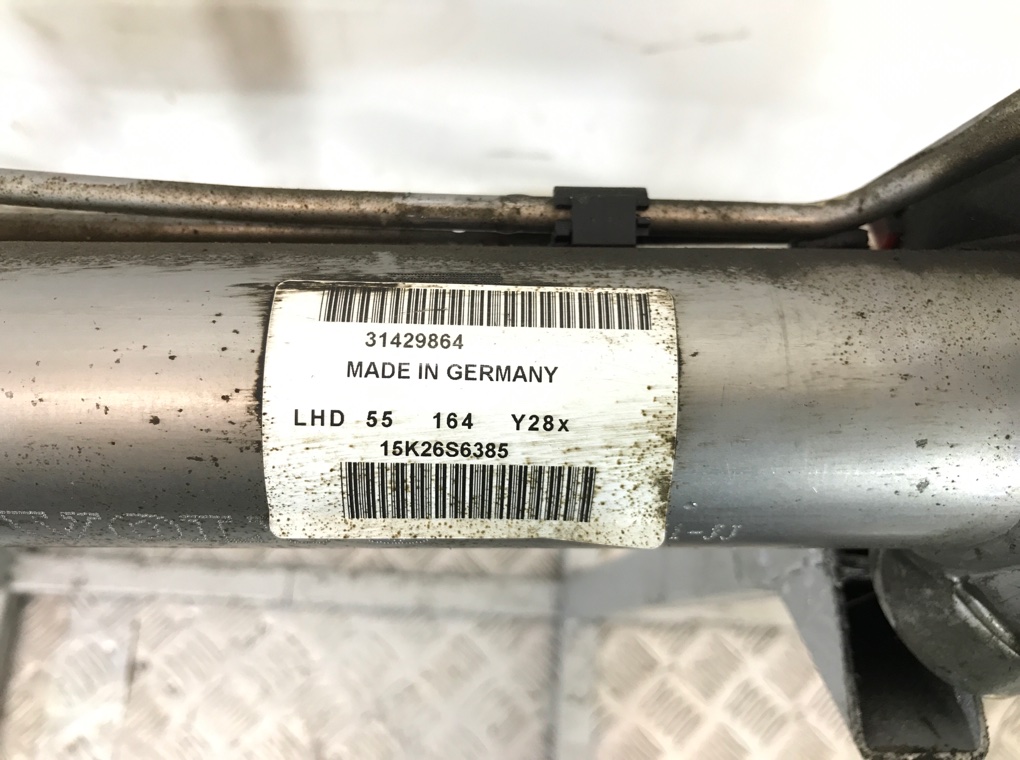 31429864
MADE IN GERMANY
LHD 55 164 Y28x
15K26S6385